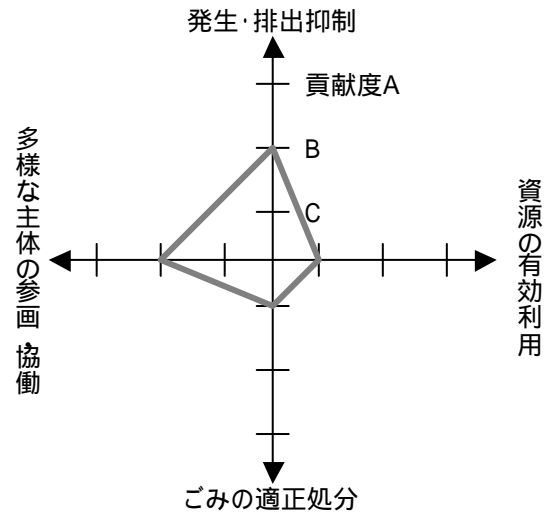 発生・排出抑制
貢献度A
B
C
多様な主体の参画・協働
資源の有効利用
ごみの適正処分